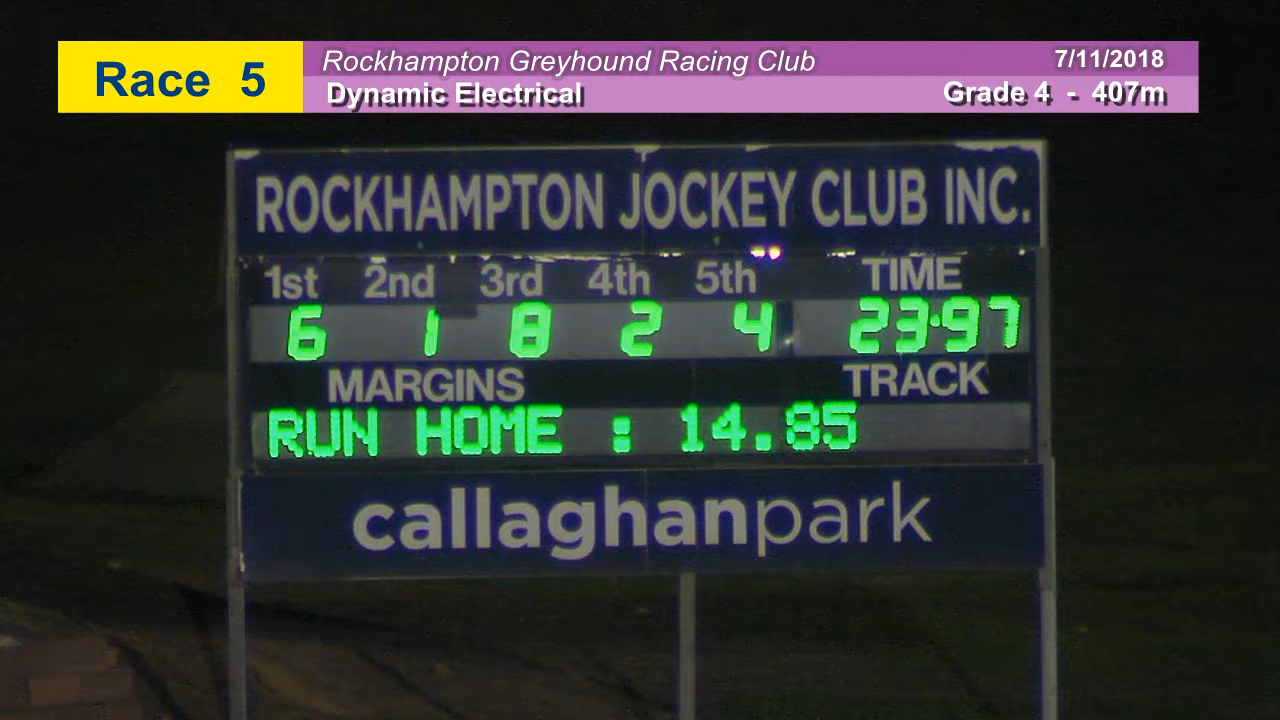 Race 5
Rockhampton Greyhound Racing Club 7/11/2018
Dynamic Electrical Grade 4 - 407m
ROCKHAMPTON JOCKEY CLUB INC.
1st 2nd 3rd 4th 5th TIME
6 1 8 2 4 23·97
MARGINS TRACK
RUN HOME : 14.85
callaghanpark